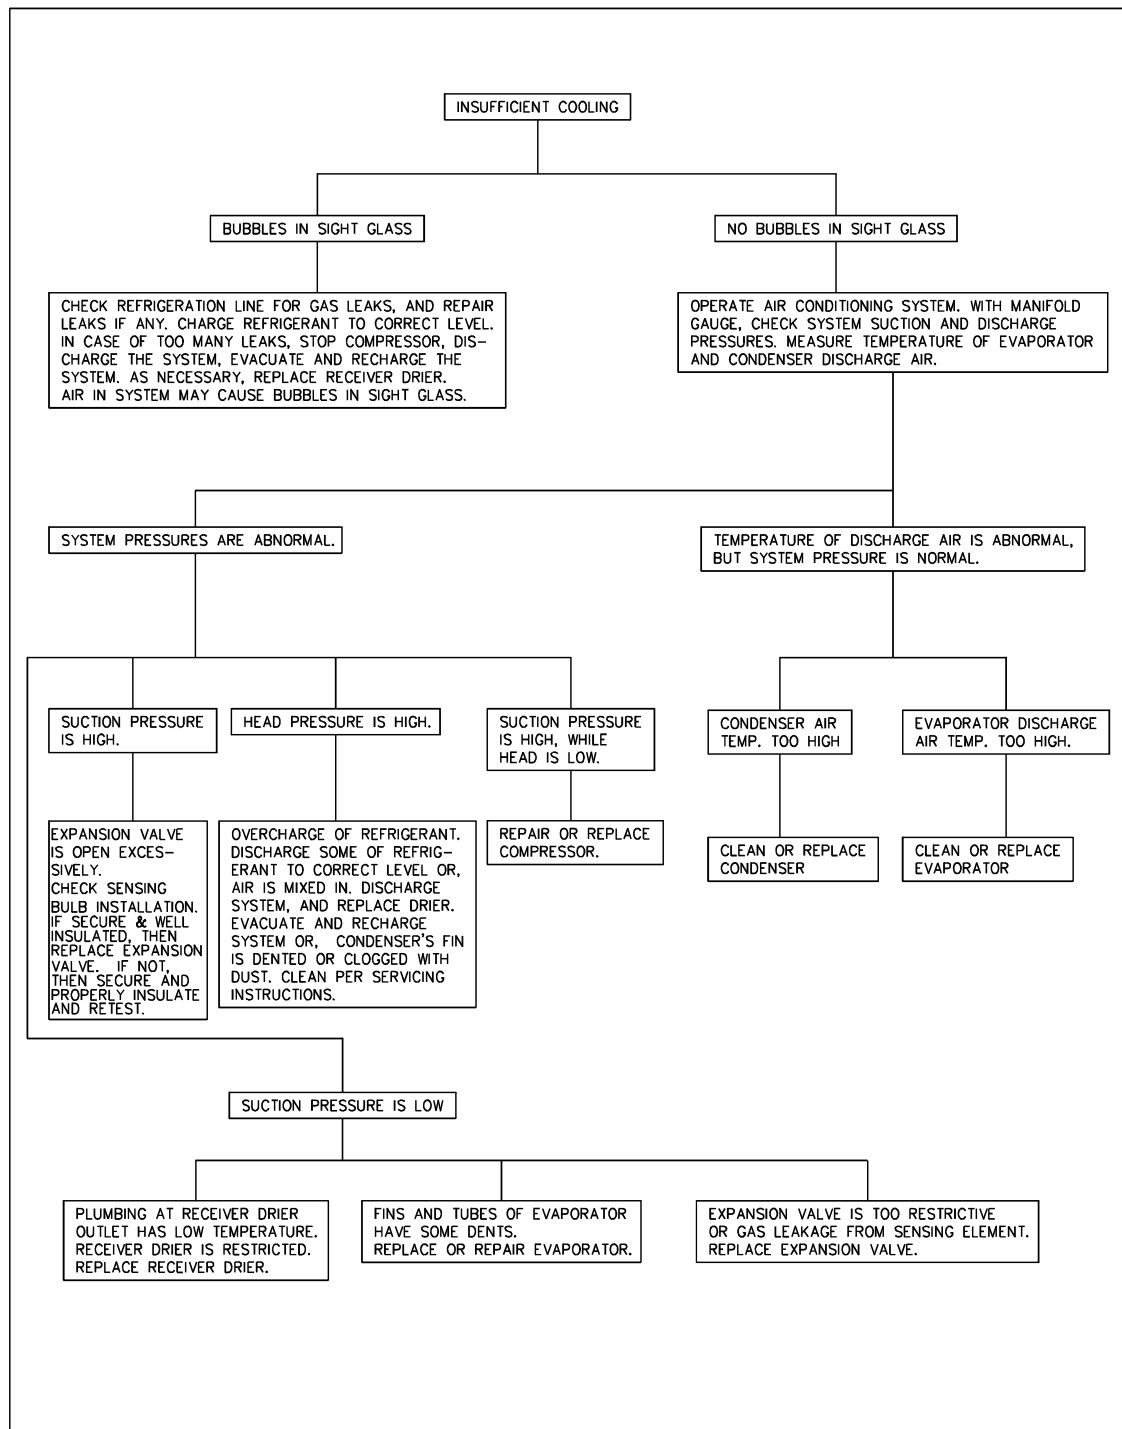 INSUFFICIENT COOLING
BUBBLES IN SIGHT GLASS
NO BUBBLES IN SIGHT GLASS
CHECK REFRIGERATION LINE FOR GAS LEAKS, AND REPAIR
LEAKS IF ANY. CHARGE REFRIGERANT TO CORRECT LEVEL.
IN CASE OF TOO MANY LEAKS, STOP COMPRESSOR, DIS-
CHARGE THE SYSTEM, EVACUATE AND RECHARGE THE
SYSTEM. AS NECESSARY, REPLACE RECEIVER DRIER.
AIR IN SYSTEM MAY CAUSE BUBBLES IN SIGHT GLASS.
OPERATE AIR CONDITIONING SYSTEM. WITH MANIFOLD
GAUGE, CHECK SYSTEM SUCTION AND DISCHARGE
PRESSURES. MEASURE TEMPERATURE OF EVAPORATOR
AND CONDENSER DISCHARGE AIR.
SYSTEM PRESSURES ARE ABNORMAL.
TEMPERATURE OF DISCHARGE AIR IS ABNORMAL,
BUT SYSTEM PRESSURE IS NORMAL.
SUCTION PRESSURE
IS HIGH.
HEAD PRESSURE IS HIGH.
SUCTION PRESSURE
IS HIGH, WHILE
HEAD IS LOW.
CONDENSER AIR
TEMP. TOO HIGH
EVAPORATOR DISCHARGE
AIR TEMP. TOO HIGH.
EXPANSION VALVE
IS OPEN EXCES-
SIVELY.
CHECK SENSING
BULB INSTALLATION.
IF SECURE & WELL
INSULATED, THEN
REPLACE EXPANSION
VALVE. IF NOT,
THEN SECURE AND
PROPERLY INSULATE
AND RETEST.
OVERCHARGE OF REFRIGERANT.
DISCHARGE SOME OF REFRIG-
ERANT TO CORRECT LEVEL OR,
AIR IS MIXED IN. DISCHARGE
SYSTEM, AND REPLACE DRIER.
EVACUATE AND RECHARGE
SYSTEM OR, CONDENSER'S FIN
IS DENTED OR CLOGGED WITH
DUST. CLEAN PER SERVICING
INSTRUCTIONS.
REPAIR OR REPLACE
COMPRESSOR.
CLEAN OR REPLACE
CONDENSER
CLEAN OR REPLACE
EVAPORATOR
SUCTION PRESSURE IS LOW
PLUMBING AT RECEIVER DRIER
OUTLET HAS LOW TEMPERATURE.
RECEIVER DRIER IS RESTRICTED.
REPLACE RECEIVER DRIER.
FINS AND TUBES OF EVAPORATOR
HAVE SOME DENTS.
REPLACE OR REPAIR EVAPORATOR.
EXPANSION VALVE IS TOO RESTRICTIVE
OR GAS LEAKAGE FROM SENSING ELEMENT.
REPLACE EXPANSION VALVE.